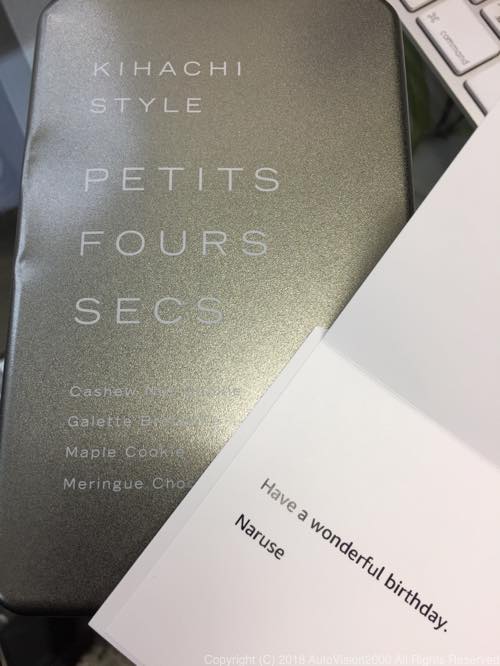 KIHACHI
STYLE
PETITS
FOURS
SECS
Cashew
Galette
Maple Cookie
Meringue
Have a wonderful birthday.
Naruse
command
Copyright (C) 2018 AutoVision2000 All Rights Reserved.